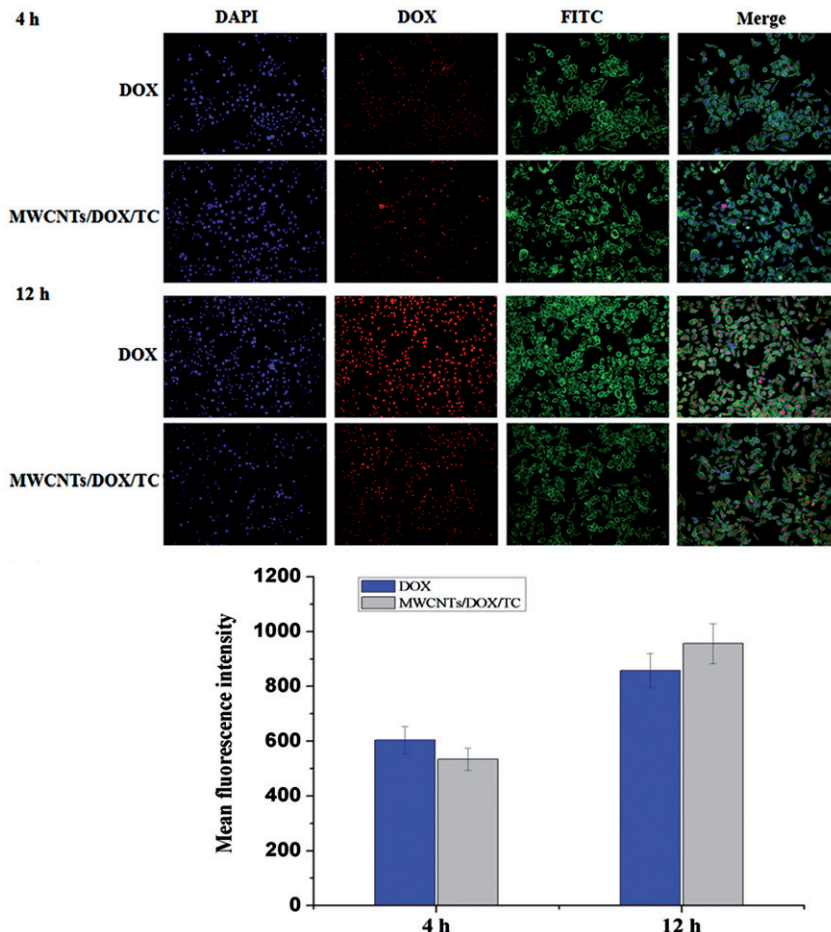 4 h DAPI DOX FITC Merge
DOX
MWCNTs/DOX/TC
12 h
DOX
MWCNTs/DOX/TC
1200
1000
800
600
400
200
0
Mean fluorescence intensity
DOX
MWCNTs/DOX/TC
4 h 12 h